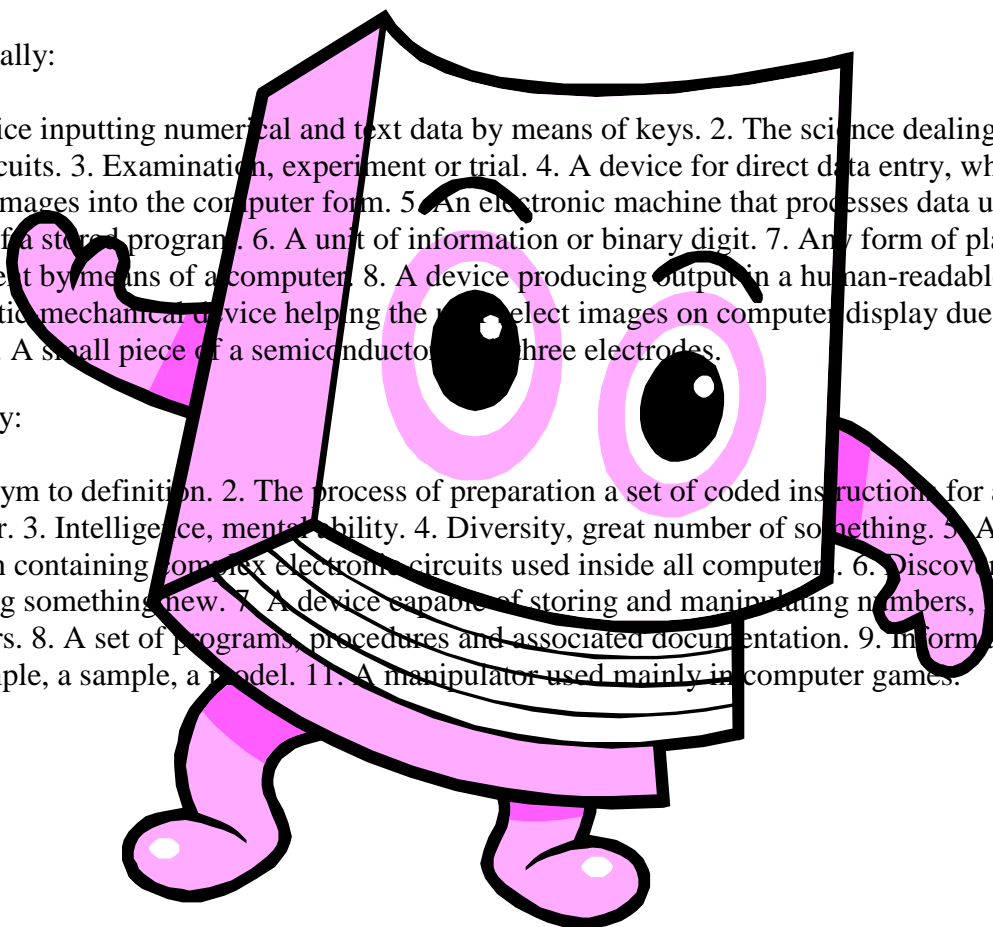 ally:
ice inputting numerical and text data by means of keys. 2. The science dealing
cuits. 3. Examination, experiment or trial. 4. A device for direct data entry, wh
mages into the computer form. 5. An electronic machine that processes data u
f a stored program. 6. A unit of information or binary digit. 7. Any form of pla
ent by means of a computer. 8. A device producing output in a human-readabl
tic-mechanical device helping the user select images on computer display due
. A small piece of a semiconductor three electrodes.
y:
ym to definition. 2. The process of preparation a set of coded instructions for a
r. 3. Intelligence, mental ability. 4. Diversity, great number of something. 5. A
n containing complex electronic circuits used inside all computers. 6. Discover
g something new. 7. A device capable of storing and manipulating numbers,
rs. 8. A set of programs, procedures and associated documentation. 9. Inform
mple, a sample, a model. 11. A manipulator used mainly in computer games.